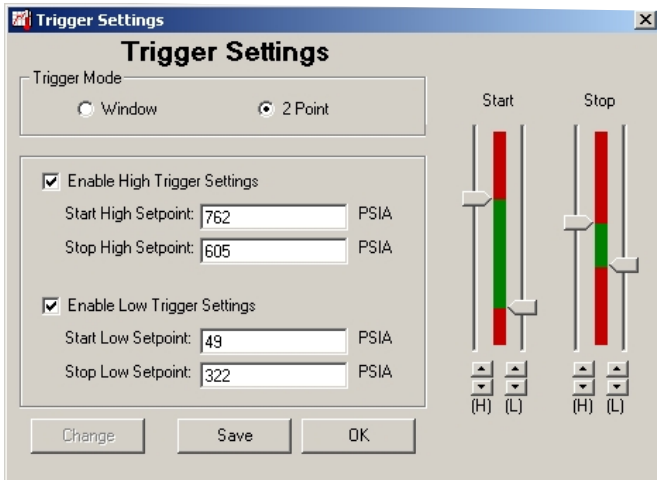 Trigger Settings
Trigger Settings
Trigger Mode
Window
2 Point
Enable High Trigger Settings
Start High Setpoint: 762 PSIA
Stop High Setpoint: 605 PSIA
Enable Low Trigger Settings
Start Low Setpoint: 49 PSIA
Stop Low Setpoint: 322 PSIA
Change Save OK
Start Stop
(H) (L) (H) (L)